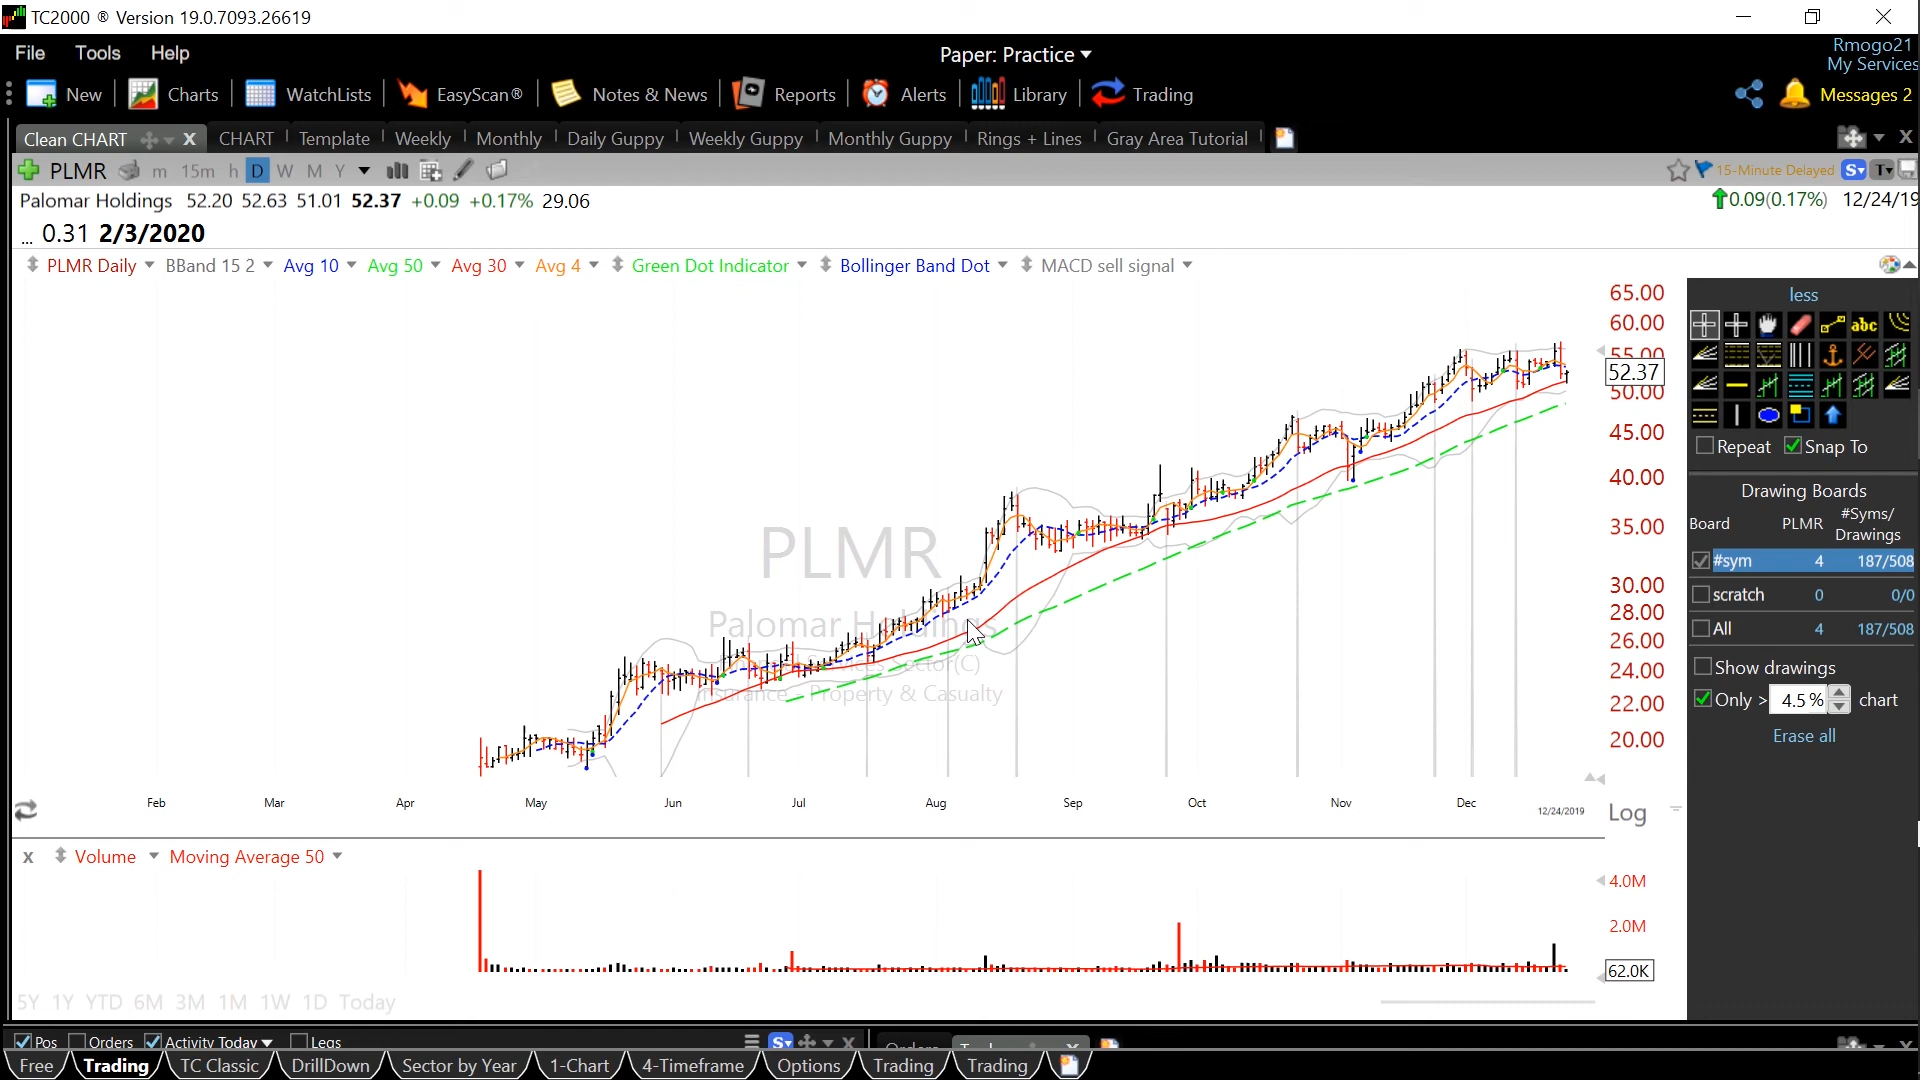 TC2000 ® Version 19.0.7093.26619
File Tools Help
Paper: Practice
Rmogo21
My Services
New Charts WatchLists EasyScan® Notes & News Reports Alerts Library Trading
Messages 2
Clean CHART X CHART Template Weekly Monthly Daily Guppy Weekly Guppy Monthly Guppy Rings + Lines Gray Area Tutorial X
PLMR m 15m h D W M Y
15-Minute Delayed S T
Palomar Holdings 52.20 52.63 51.01 52.37 +0.09 +0.17% 29.06
0.09(0.17%) 12/24/19
... 0.31 2/3/2020
PLMR Daily BBand 15 2 Avg 10 Avg 50 Avg 30 Avg 4 Green Dot Indicator Bollinger Band Dot MACD sell signal
65.00
60.00
55.00
52.37
50.00
45.00
40.00
35.00
30.00
28.00
26.00
24.00
22.00
20.00
PLMR
Palomar Holdings
Sector(C)
Property & Casualty
Feb Mar Apr May Jun Jul Aug Sep Oct Nov Dec 12/24/2019
Log
x Volume Moving Average 50
4.0M
2.0M
62.0K
5Y 1Y YTD 6M 3M 1M 1W 1D Today
less
abc
Repeat Snap To
Drawing Boards
Board PLMR #Syms/
Drawings
#sym 4 187/508
scratch 0 0/0
All 4 187/508
Show drawings
Only > 4.5 % chart
Erase all
Pos Orders Activity Today Legs S X
Free Trading TC Classic DrillDown Sector by Year 1-Chart 4-Timeframe Options Trading Trading